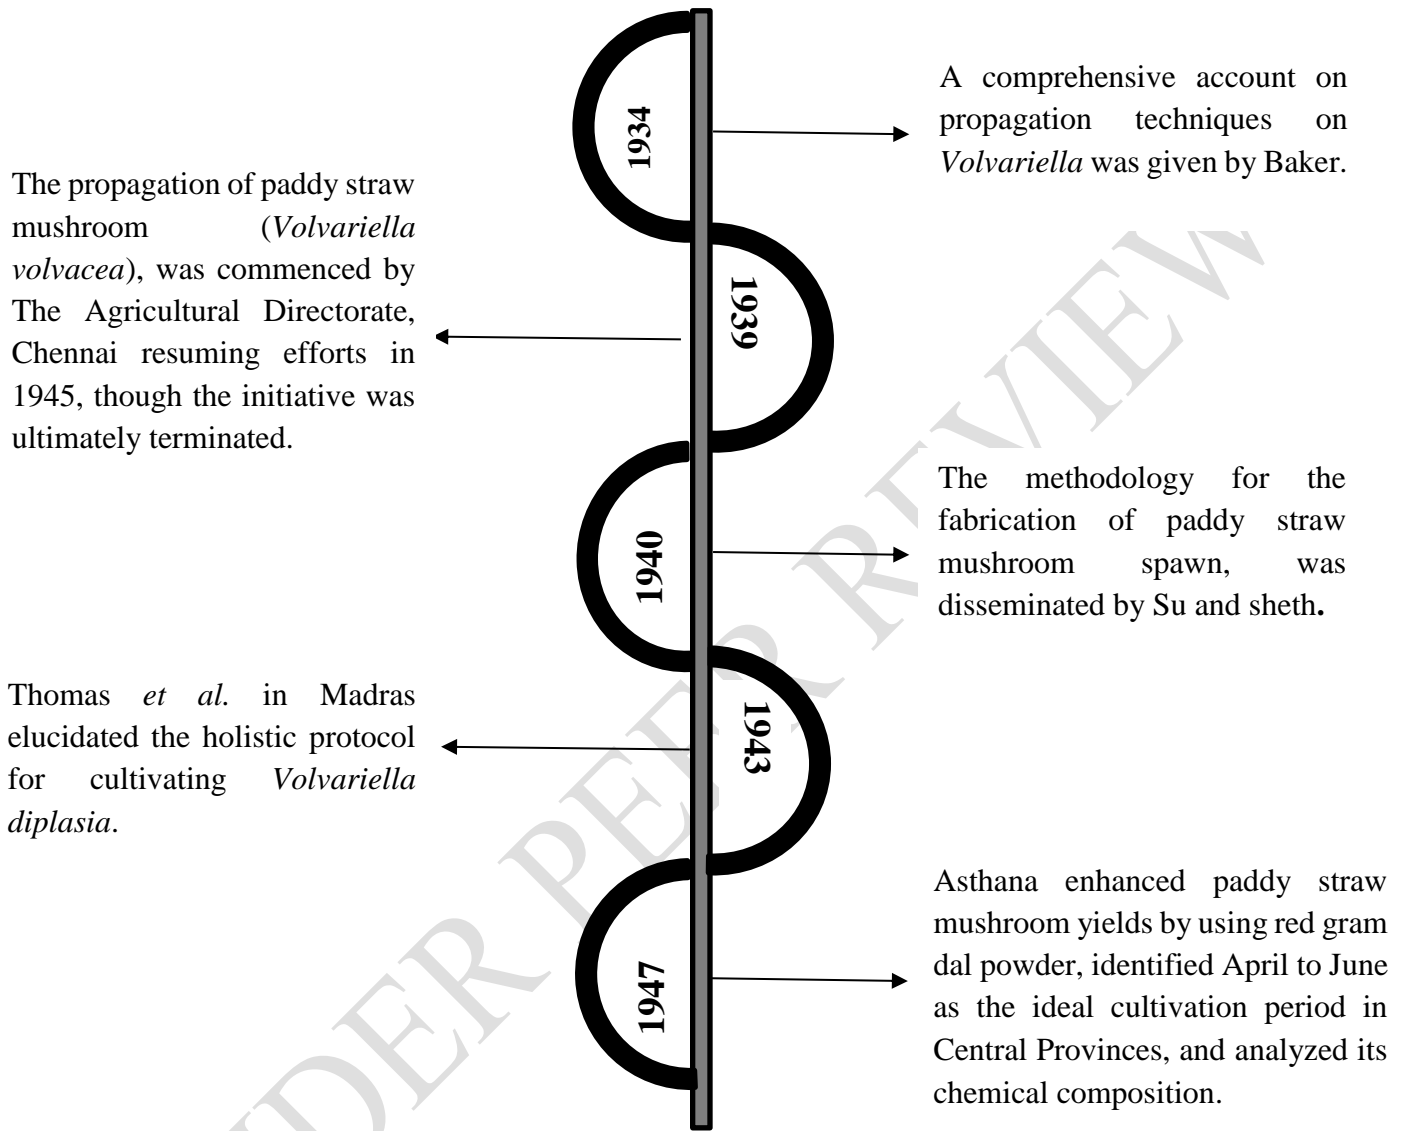 1934
A comprehensive account on
propagation techniques on
Volvariella was given by Baker.
The propagation of paddy straw
mushroom (Volvariella
volvacea), was commenced by
The Agricultural Directorate,
Chennai resuming efforts in
1945, though the initiative was
ultimately terminated.
1939
1940
The methodology for the
fabrication of paddy straw
mushroom spawn, was
disseminated by Su and sheth.
Thomas et al. in Madras
elucidated the holistic protocol
for cultivating Volvariella
diplasia.
1943
1947
Asthana enhanced paddy straw
mushroom yields by using red gram
dal powder, identified April to June
as the ideal cultivation period in
Central Provinces, and analyzed its
chemical composition.
DER PEER REVIEW